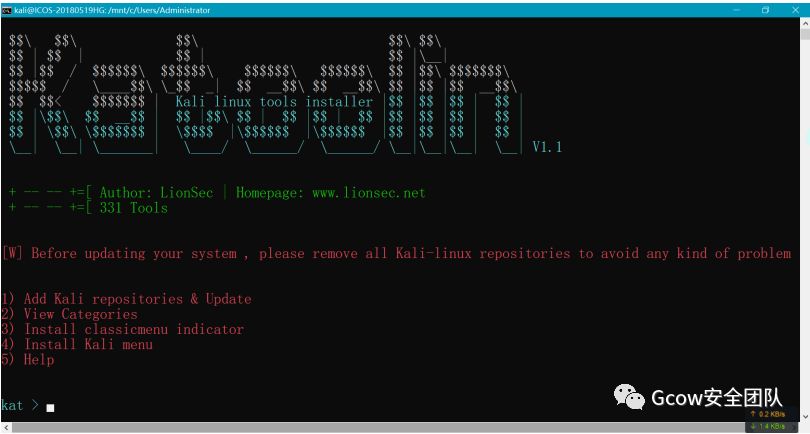 kali@ICOS-20180519HG: /mnt/c/Users/Administrator
Katoolin
Kali linux tools installer
V1.1
+ -- -- +=[ Author: LionSec | Homepage: www.lionsec.net
+ -- -- +=[ 331 Tools
[W] Before updating your system , please remove all Kali-linux repositories to avoid any kind of problem
1) Add Kali repositories & Update
2) View Categories
3) Install classicmenu indicator
4) Install Kali menu
5) Help
kat >
Gcow安全团队
↑ 0.2 KB/s
↓ 1.4 KB/s